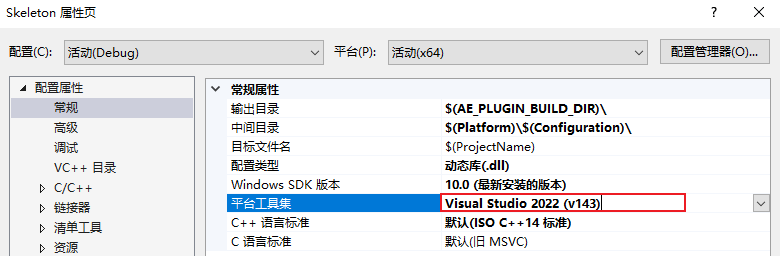 Skeleton 属性页
配置(C): 活动(Debug) 平台(P): 活动(x64) 配置管理器(O)...
配置属性
常规
高级
调试
VC++ 目录
C/C++
链接器
清单工具
资源
常规属性
输出目录 $(AE_PLUGIN_BUILD_DIR)\
中间目录 $(Platform)\$(Configuration)\
目标文件名 $(ProjectName)
配置类型 动态库(.dll)
Windows SDK 版本 10.0 (最新安装的版本)
平台工具集 Visual Studio 2022 (v143)
C++ 语言标准 默认(ISO C++14 标准)
C 语言标准 默认(旧 MSVC)